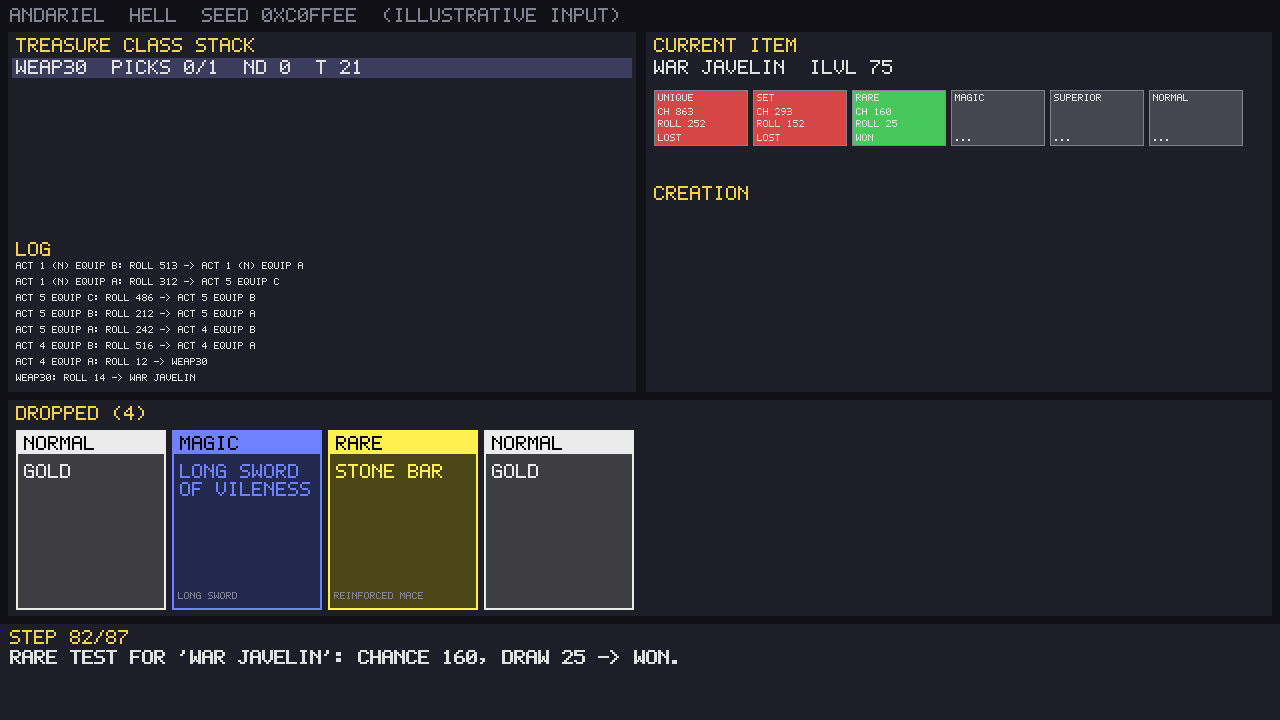 ANDARIEL  HELL  SEED 0XC0FFEE  (ILLUSTRATIVE INPUT)
TREASURE CLASS STACK
WEAP30  PICKS 0/1  ND 0  T 21
LOG
ACT 1 (N) EQUIP B: ROLL 513 -> ACT 1 (N) EQUIP A
ACT 1 (N) EQUIP A: ROLL 312 -> ACT 5 EQUIP C
ACT 5 EQUIP C: ROLL 486 -> ACT 5 EQUIP B
ACT 5 EQUIP B: ROLL 212 -> ACT 5 EQUIP A
ACT 5 EQUIP A: ROLL 242 -> ACT 4 EQUIP B
ACT 4 EQUIP B: ROLL 516 -> ACT 4 EQUIP A
ACT 4 EQUIP A: ROLL 12 -> WEAP30
WEAP30: ROLL 14 -> WAR JAVELIN
CURRENT ITEM
WAR JAVELIN  ILVL 75
UNIQUE
CH 863
ROLL 252
LOST
SET
CH 293
ROLL 152
LOST
RARE
CH 160
ROLL 25
WON
MAGIC
...
SUPERIOR
...
NORMAL
...
CREATION
DROPPED (4)
NORMAL
GOLD
MAGIC
LONG SWORD
OF VILENESS
LONG SWORD
RARE
STONE BAR
REINFORCED MACE
NORMAL
GOLD
STEP 82/87
RARE TEST FOR 'WAR JAVELIN': CHANCE 160, DRAW 25 -> WON.